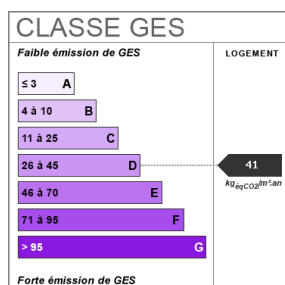 CLASSE GES
Faible émission de GES
LOGEMENT
≤ 3 A
4 à 10 B
11 à 25 C
26 à 45 D
41
kgéqCO2/m².an
46 à 70 E
71 à 95 F
> 95 G
Forte émission de GES